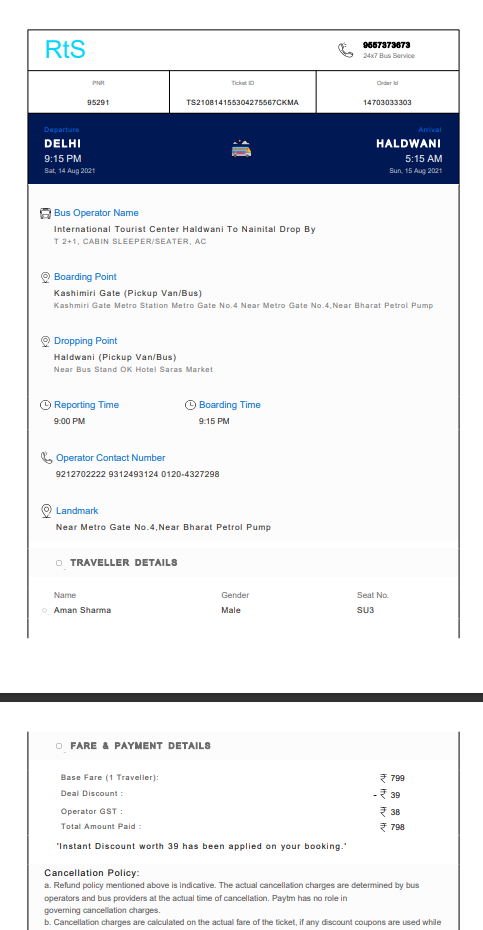 RtS
9557373673
24x7 Bus Service
PNR Ticket ID Order Id
95291 TS210814155304275567CKMA 14703033303
Departure Arrival
DELHI HALDWANI
9:15 PM 5:15 AM
Sat, 14 Aug 2021 Sun, 15 Aug 2021
Bus Operator Name
International Tourist Center Haldwani To Nainital Drop By
T 2+1, CABIN SLEEPER/SEATER, AC
Boarding Point
Kashmiri Gate (Pickup Van/Bus)
Kashmiri Gate Metro Station Metro Gate No.4 Near Metro Gate No.4,Near Bharat Petrol Pump
Dropping Point
Haldwani (Pickup Van/Bus)
Near Bus Stand OK Hotel Saras Market
Reporting Time Boarding Time
9:00 PM 9:15 PM
Operator Contact Number
9212702222 9312493124 0120-4327298
Landmark
Near Metro Gate No.4,Near Bharat Petrol Pump
TRAVELLER DETAILS
Name Gender Seat No.
Aman Sharma Male SU3
FARE & PAYMENT DETAILS
Base Fare (1 Traveller): ₹ 799
Deal Discount : - ₹ 39
Operator GST : ₹ 38
Total Amount Paid : ₹ 798
'Instant Discount worth 39 has been applied on your booking.'
Cancellation Policy:
a. Refund policy mentioned above is indicative. The actual cancellation charges are determined by bus
operators and bus providers at the actual time of cancellation. Paytm has no role in
governing cancellation charges.
b. Cancellation charges are calculated on the actual fare of the ticket, if any discount coupons are used while